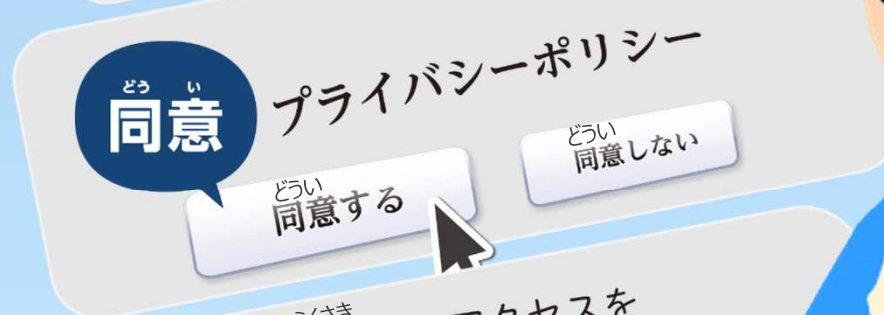 どう い
同意
プライバシーポリシー
どうい
同意する
どうい
同意しない
アクセスを